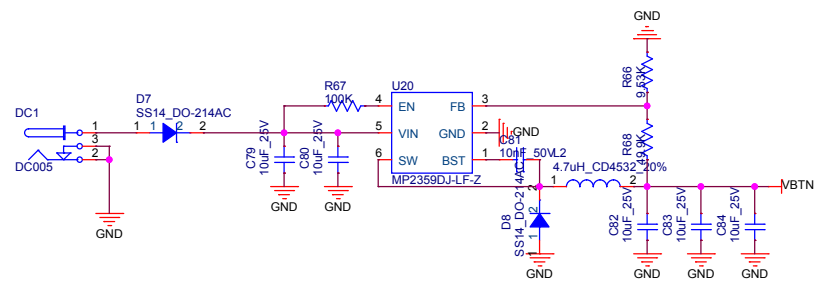 GND
R66
9.53K
D7
SS14_DO-214AC
R67
100K
U20
DC1
1
1
2
2
4
EN
FB
3
5
VIN
GND
2
GND
6
SW
BST
1
MP2359DJ-LF-Z
3
2
DC005
GND
C79
10uF_25V
C80
10uF_25V
GND
GND
C81
10nF_50V
L2
4.7uH_CD4532_20%
1
2
R68
49.9K
VBTN
D8
SS14_DO-214AC
1
2
GND
C82
10uF_25V
C83
10uF_25V
C84
10uF_25V
GND
GND
GND